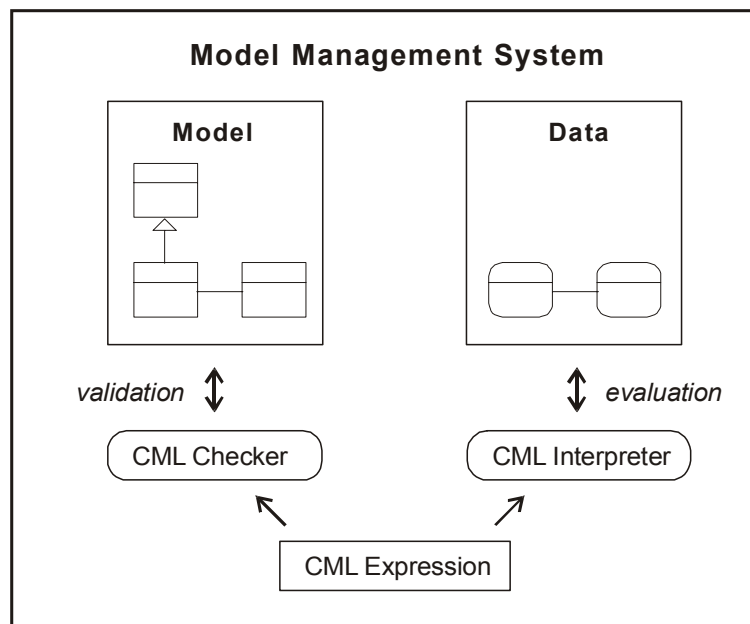 Model Management System
Model
Data
validation
evaluation
CML Checker
CML Interpreter
CML Expression